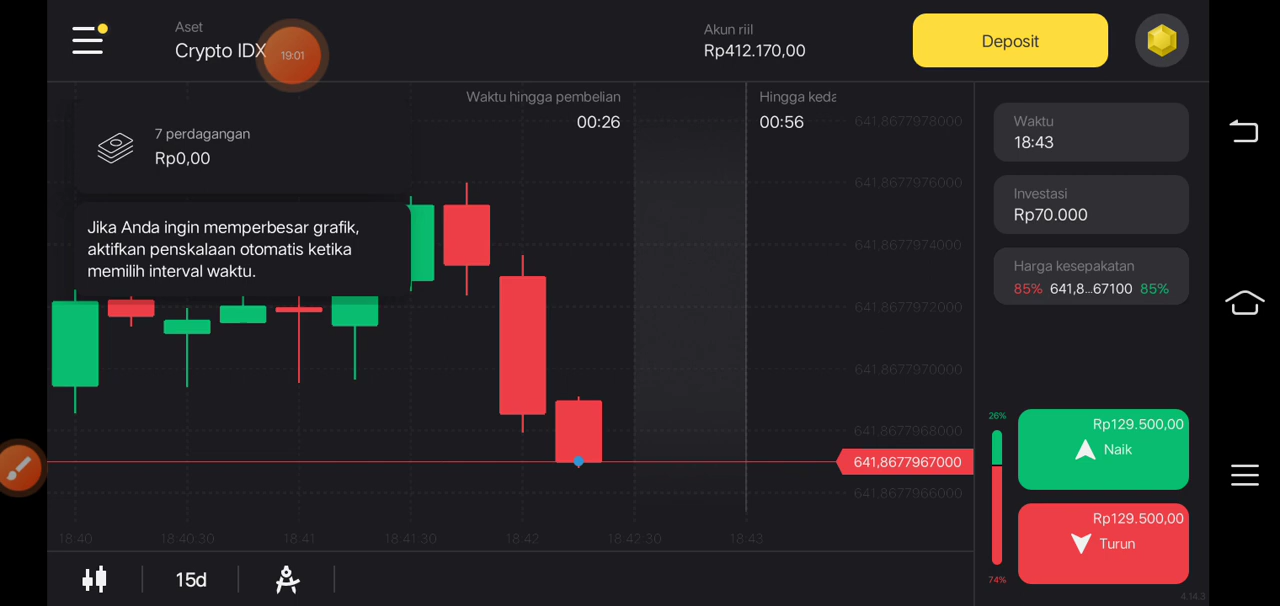 Aset
Crypto IDX
19:01
Akun riil
Rp412.170,00
Deposit
Waktu hingga pembelian
00:26
Hingga keda
00:56
7 perdagangan
Rp0,00
Jika Anda ingin memperbesar grafik,
aktifkan penskalaan otomatis ketika
memilih interval waktu.
641,8677978000
641,8677976000
641,8677974000
641,8677972000
641,8677970000
641,8677968000
641,8677967000
641,8677966000
Waktu
18:43
Investasi
Rp70.000
Harga kesepakatan
85% 641,8...67100 85%
26%
Rp129.500,00
Naik
Rp129.500,00
Turun
74%
18:40
18:40:30
18:41
18:41:30
18:42
18:42:30
18:43
15d
4.14.3